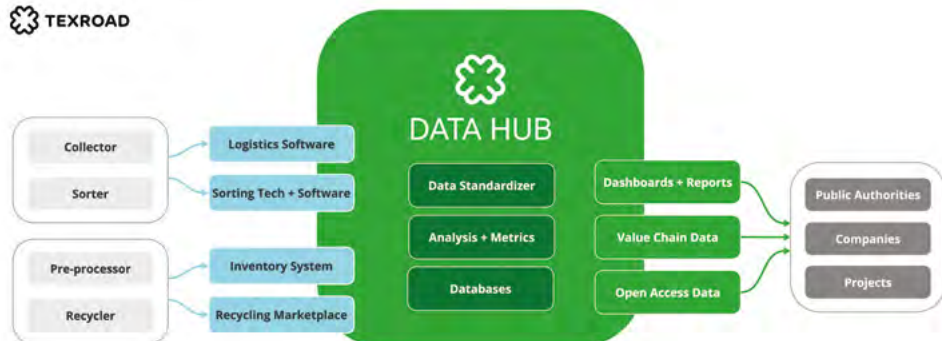 TEXROAD
DATA HUB
Collector
Sorter
Pre-processor
Recycler
Logistics Software
Sorting Tech + Software
Inventory System
Recycling Marketplace
Data Standardizer
Analysis + Metrics
Databases
Dashboards + Reports
Value Chain Data
Open Access Data
Public Authorities
Companies
Projects